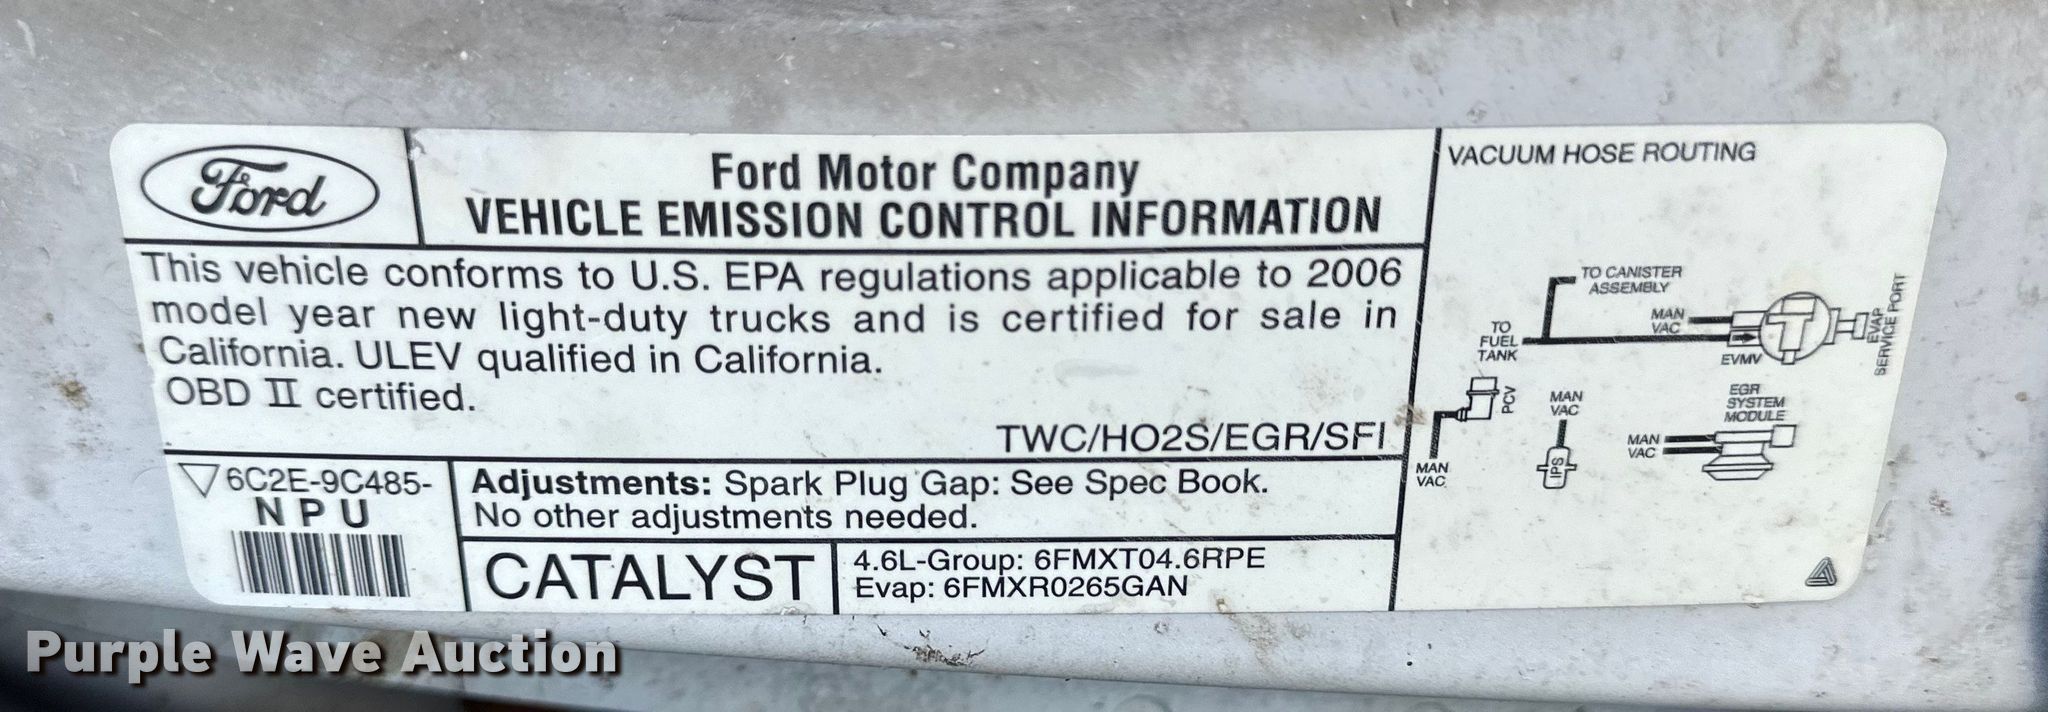 Ford
Ford Motor Company
VEHICLE EMISSION CONTROL INFORMATION
This vehicle conforms to U.S. EPA regulations applicable to 2006
model year new light-duty trucks and is certified for sale in
California. ULEV qualified in California.
OBD II certified.
TWC/HO2S/EGR/SFI
6C2E-9C485-
NPU
Adjustments: Spark Plug Gap: See Spec Book.
No other adjustments needed.
CATALYST
4.6L-Group: 6FMXT04.6RPE
Evap: 6FMXR0265GAN
VACUUM HOSE ROUTING
TO CANISTER
ASSEMBLY
MAN
VAC
TO
FUEL
TANK
EVMV
EVAP
SERVICE PORT
PCV
MAN
VAC
MAN
VAC
IPS
EGR
SYSTEM
MODULE
MAN
VAC
Purple Wave Auction